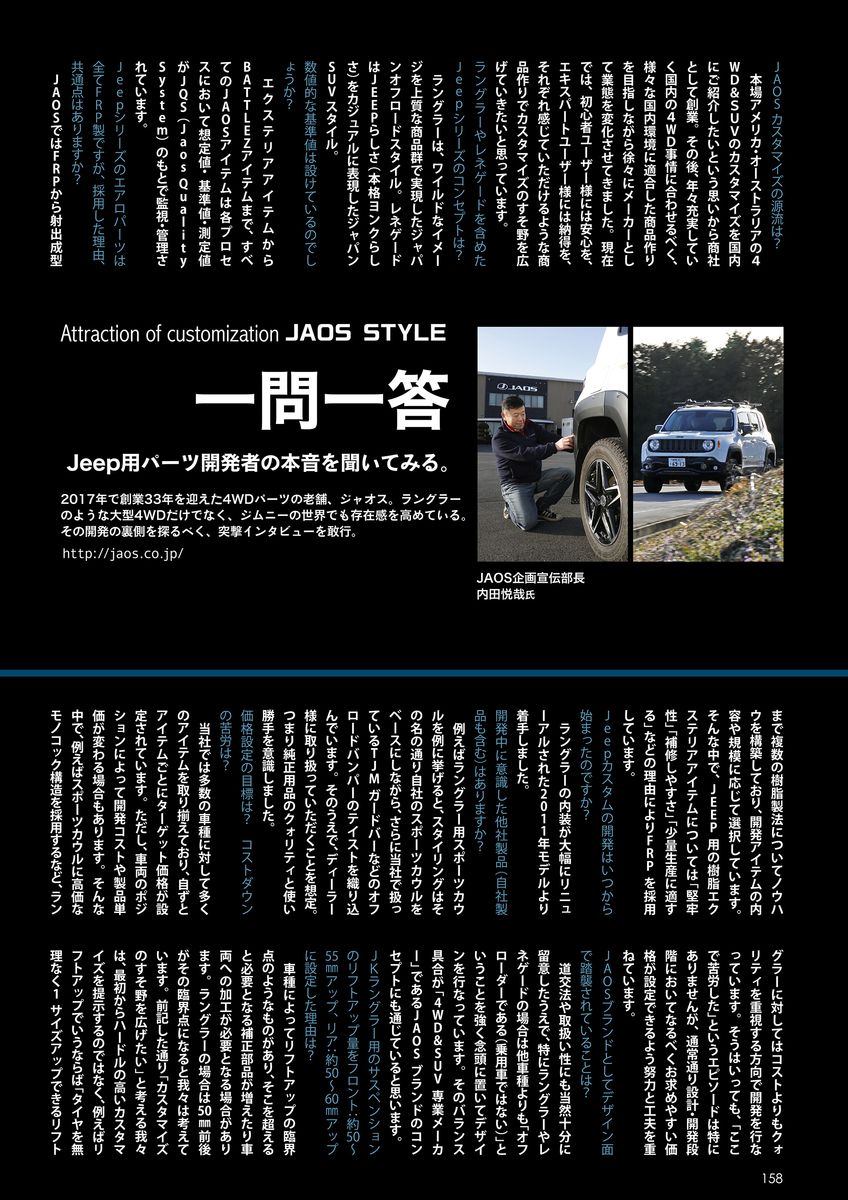 JAOS カスタマイズの源流は?
　本場アメリカ・オーストラリアの4
WD&SUVのカスタマイズを国内
にご紹介したいという思いから商社
として創業。その後、年々充実してい
く国内の4WD事情に合わせるべく、
様々な国内環境に適合した商品作り
を目指しながら徐々にメーカーとし
て業態を変化させてきました。現在
では、初心者ユーザー様には安心を、
エキスパートユーザー様には納得を、
それぞれ感じていただけるような商
品作りでカスタマイズのすそ野を広
げていきたいと思っています。
ラングラーやレネゲードを含めた
Jeepシリーズのコンセプトは?
　ラングラーは、ワイルドなイメー
ジを上質な商品群で実現したジャパ
ンオフロードスタイル。レネゲード
はJEEPらしさ(本格ヨンクらし
さ)をカジュアルに表現したジャパン
SUVスタイル。
数値的な基準値は設けているのでし
ょうか?
　エクステリアアイテムから
BATTLEZアイテムまで、すべ
てのJAOSアイテムは各プロセ
スにおいて想定値・基準値・測定値
がJQS(Jaos Quality
System)のもとで監視・管理さ
れています。
Jeepシリーズのエアロパーツは
全てFRP製ですが、採用した理由、
共通点はありますか?
　JAOSではFRPから射出成型
Attraction of customization JAOS STYLE
一問一答
Jeep用パーツ開発者の本音を聞いてみる。
2017年で創業33年を迎えた4WDパーツの老舗、ジャオス。ラングラー
のような大型4WDだけでなく、ジムニーの世界でも存在感を高めている。
その開発の裏側を探るべく、突撃インタビューを敢行。
http://jaos.co.jp/
JAOS
JAOS企画宣伝部長
内田悦哉氏
まで複数の樹脂製法についてノウハ
ウを構築しており、開発アイテムの内
容や規模に応じて選択しています。
そんな中で、JEEP用の樹脂エク
ステリアアイテムについては「堅牢
性」「補修しやすさ」「少量生産に適す
る」などの理由によりFRPを採用
しています。
Jeepカスタムの開発はいつから
始まったのですか?
　ラングラーの内装が大幅にリニュ
ーアルされた2011年モデルより
着手しました。
開発中に意識した他社製品(自社製
品も含む)はありますか?
　例えばラングラー用スポーツカウ
ルを例に挙げると、スタイリングはそ
の名の通り自社のスポーツカウルを
ベースにしながら、さらに当社で扱っ
ているTJMガードバーなどのオフ
ロードバンパーのテイストを織り込
んでいます。そのうえで、ディーラー
様に取り扱っていただくことを想定。
つまり純正用品のクォリティと使い
勝手を意識しました。
価格設定の目標は?　コストダウン
の苦労は?
　当社では多数の車種に対して多く
のアイテムを取り揃えており、自ずと
アイテムごとにターゲット価格が設
定されています。ただし、車両のポジ
ションによって開発コストや製品単
価が変わる場合もあります。そんな
中で、例えばスポーツカウルに高価な
モノコック構造を採用するなど、ラン
グラーに対してはコストよりもクォ
リティを重視する方向で開発を行な
っています。そうはいっても、「ここ
で苦労した」というエピソードは特に
ありませんが、通常通り設計・開発段
階においてなるべくお求めやすい価
格が設定できるよう努力と工夫を重
ねています。
JAOSブランドとしてデザイン面
で踏襲されていることは?
　道交法や取扱い性にも当然十分に
留意したうえで、特にラングラーやレ
ネゲードの場合は他車種よりも「オフ
ローダーである(乗用車ではない)」と
いうことを強く念頭に置いてデザイ
ンを行なっています。そのバランス
具合が「4WD&SUV 専業メーカ
ー」であるJAOSブランドのコン
セプトにも通じていると思います。
JKラングラー用のサスペンション
のリフトアップ量をフロント:約50〜
55㎜アップ、リア:約50〜60㎜アップ
に設定した理由は?
　車種によってリフトアップの臨界
点のようなものがあり、そこを超える
と必要となる補正部品が増えたり車
両への加工が必要となる場合があり
ます。ラングラーの場合は50㎜前後
がその臨界点になると我々は考えて
います。前記した通り「カスタマイズ
のすそ野を広げたい」と考える我々
は、最初からハードルの高いカスタマ
イズを提示するのではなく、例えばリ
フトアップでいうならば「タイヤを無
理なく1サイズアップできるリフト
158